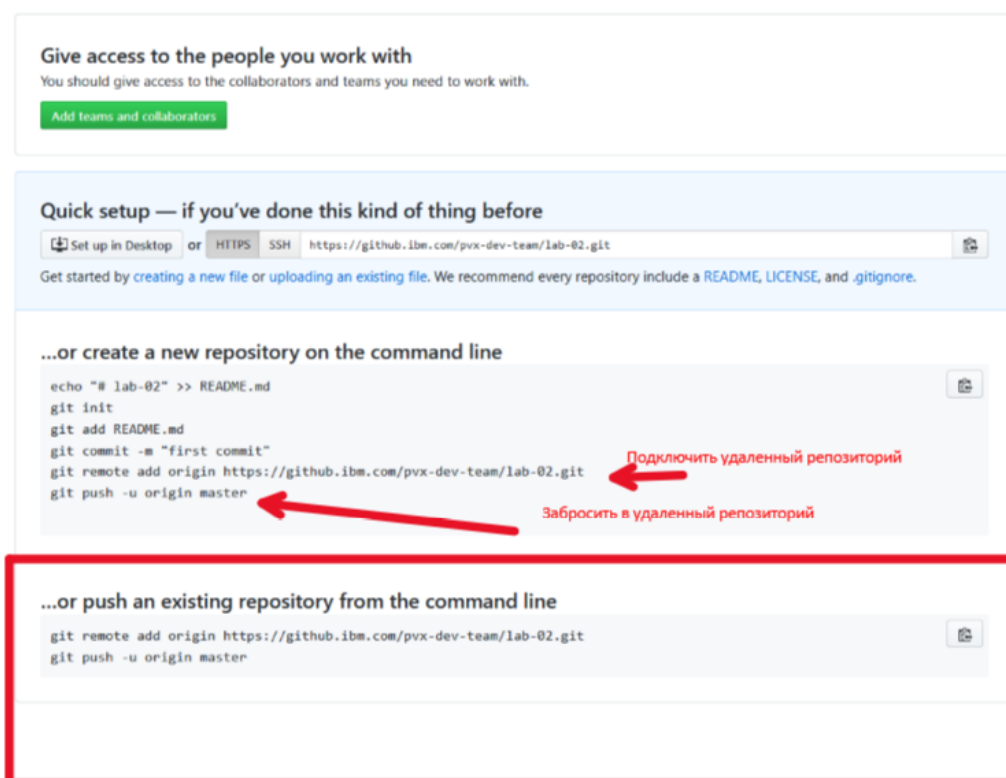 Give access to the people you work with
You should give access to the collaborators and teams you need to work with.
Add teams and collaborators
Quick setup — if you've done this kind of thing before
Set up in Desktop or HTTPS SSH https://github.ibm.com/pvx-dev-team/lab-02.git
Get started by creating a new file or uploading an existing file. We recommend every repository include a README, LICENSE, and .gitignore.
...or create a new repository on the command line
echo "# lab-02" >> README.md
git init
git add README.md
git commit -m "first commit"
git remote add origin https://github.ibm.com/pvx-dev-team/lab-02.git
Подключить удаленный репозиторий
git push -u origin master
Забросить в удаленный репозиторий
...or push an existing repository from the command line
git remote add origin https://github.ibm.com/pvx-dev-team/lab-02.git
git push -u origin master